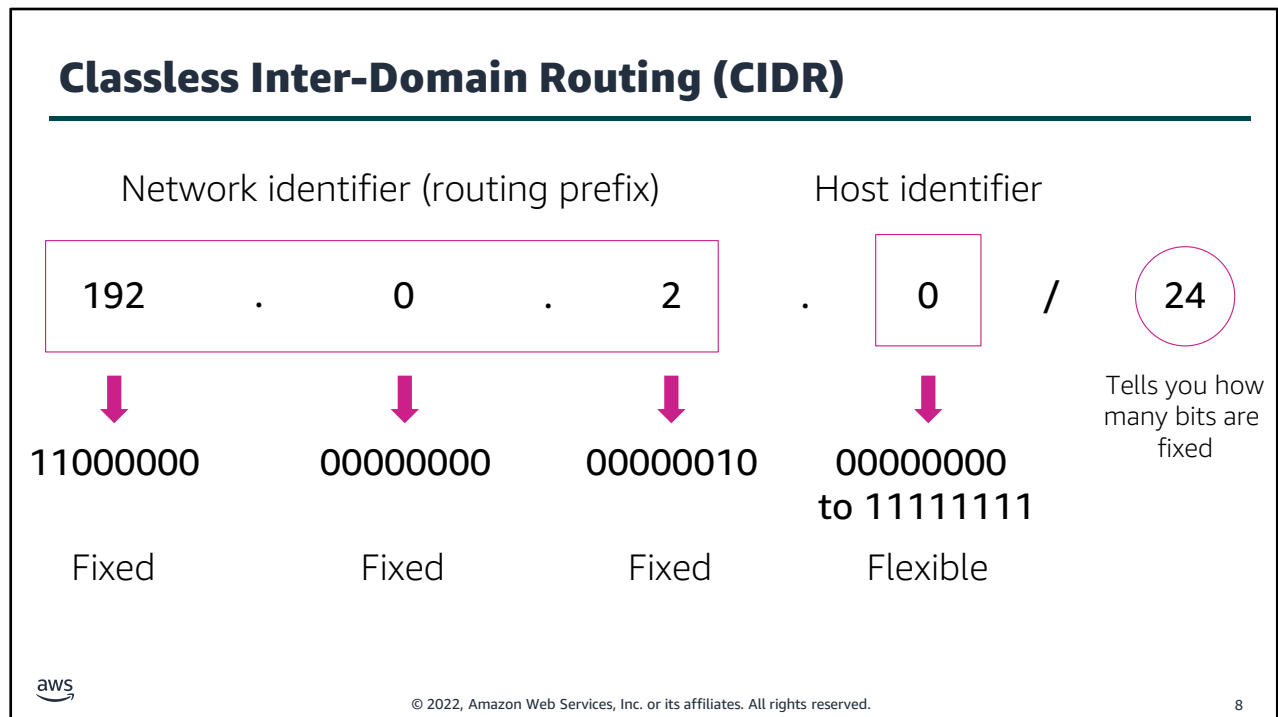 Classless Inter-Domain Routing (CIDR)
Network identifier (routing prefix) Host identifier
192 . 0 . 2 . 0 / 24
Tells you how
many bits are
fixed
11000000 00000000 00000010 00000000
to 11111111
Fixed Fixed Fixed Flexible
aws
© 2022, Amazon Web Services, Inc. or its affiliates. All rights reserved. 8